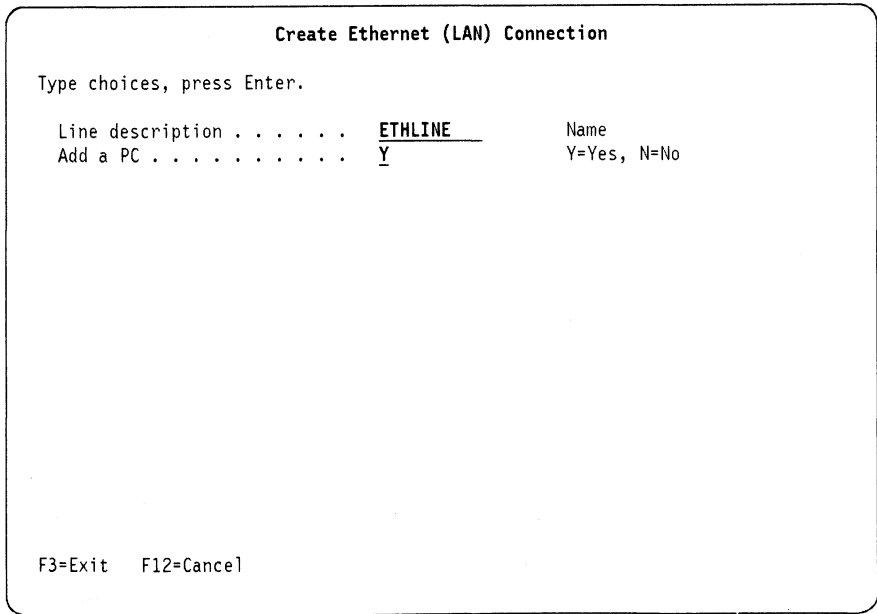 Create Ethernet (LAN) Connection
Type choices, press Enter.
Line description . . . . . . ETHLINE Name
Add a PC . . . . . . . . . . Y Y=Yes, N=No
F3=Exit F12=Cancel